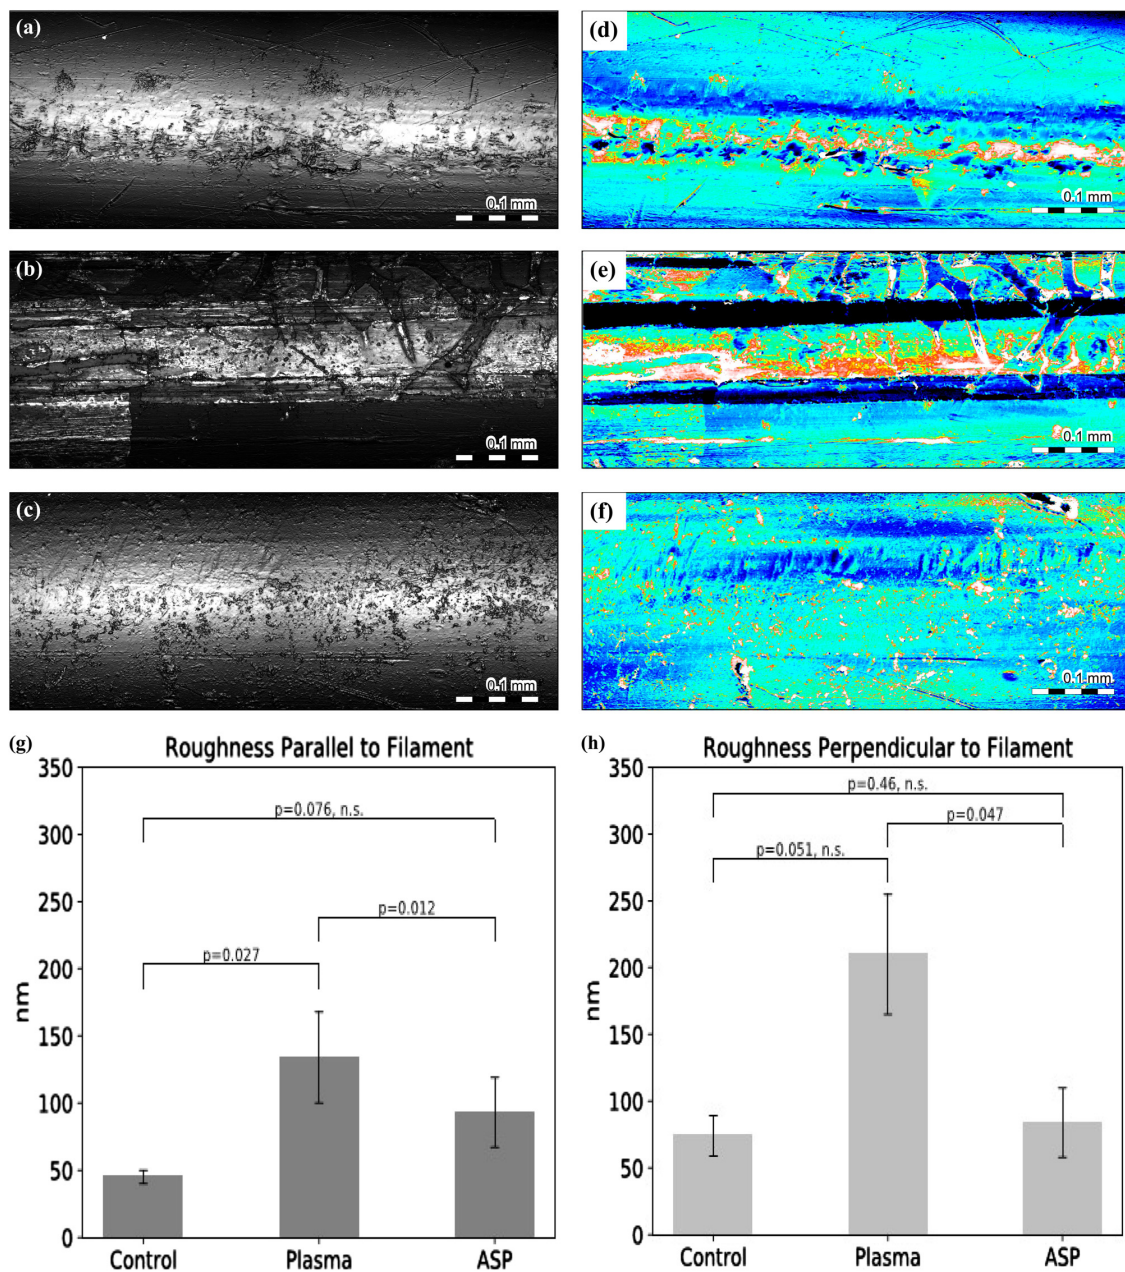 (a)
0.1 mm
(d)
0.1 mm
(b)
0.1 mm
(e)
0.1 mm
(c)
0.1 mm
(f)
0.1 mm
(g)
Roughness Parallel to Filament
350
300
250
200
150
100
50
0
nm
p=0.076, n.s.
p=0.012
p=0.027
Control
Plasma
ASP
(h)
Roughness Perpendicular to Filament
350
300
250
200
150
100
50
0
nm
p=0.46, n.s.
p=0.047
p=0.051, n.s.
Control
Plasma
ASP